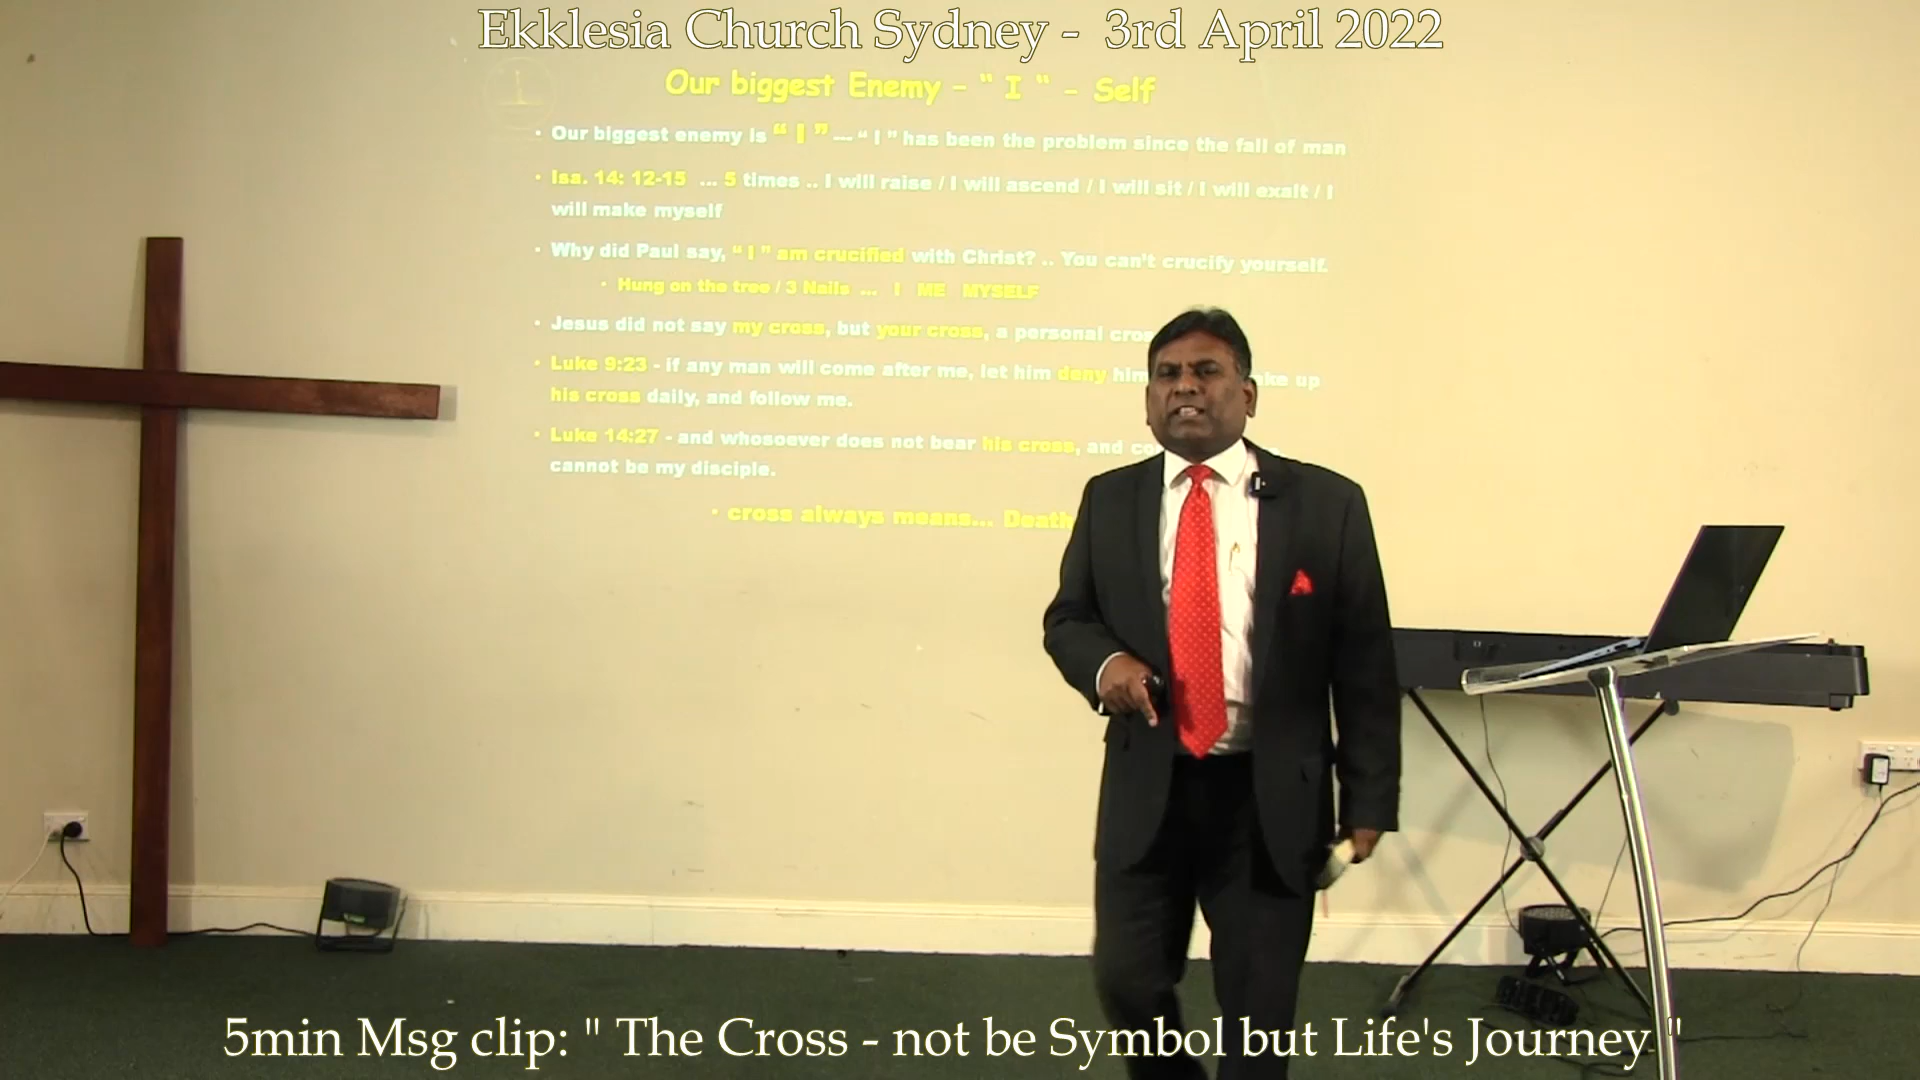 Ekklesia Church Sydney - 3rd April 2022
Our biggest Enemy - " I " - Self
• Our biggest enemy is " I " --- " I " has been the problem since the fall of man
• Isa. 14: 12-15 ... 5 times .. I will raise / I will ascend / I will sit / I will exalt / I
will make myself
• Why did Paul say, " I " am crucified with Christ? .. You can't crucify yourself.
• Hung on the tree / 3 Nails ... I ME MYSELF
• Jesus did not say my cross, but your cross, a personal
• Luke 9:23 - if any man will come after me, let him deny up
his cross daily, and follow me.
• Luke 14:27 - and whosoever does not bear his cross, and
cannot be my disciple.
• cross always means... Death
5min Msg clip: " The Cross - not be Symbol but Life's Journey "